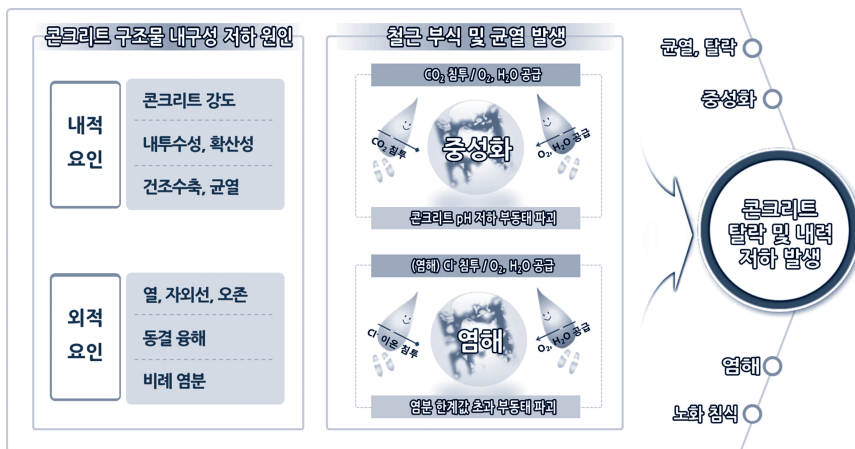 콘크리트 구조물 내구성 저하 원인
내적
요인
콘크리트 강도
내투수성, 확산성
건조수축, 균열
외적
요인
열, 자외선, 오존
동결 융해
비례 염분
철근 부식 및 균열 발생
CO₂ 침투 / O₂, H₂O 공급
CO₂ 침투
중성화
O₂, H₂O 공급
콘크리트 pH 저하 부동태 파괴
(염해) Cl⁻ 침투 / O₂, H₂O 공급
Cl⁻ 이온 침투
염해
O₂, H₂O 공급
염분 한계값 초과 부동태 파괴
균열, 탈락
중성화
콘크리트
탈락 및 내력
저하 발생
염해
노화 침식